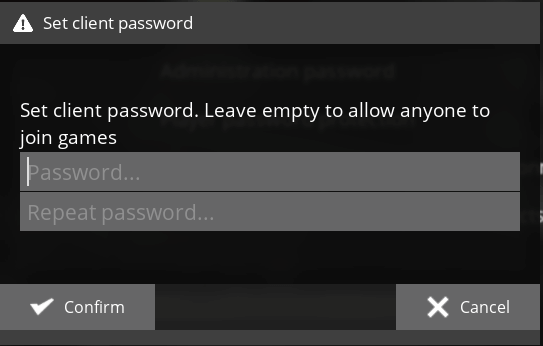 Set client password
Administration password
Set client password. Leave empty to allow anyone to
join games
Password...
Repeat password...
Confirm
Cancel